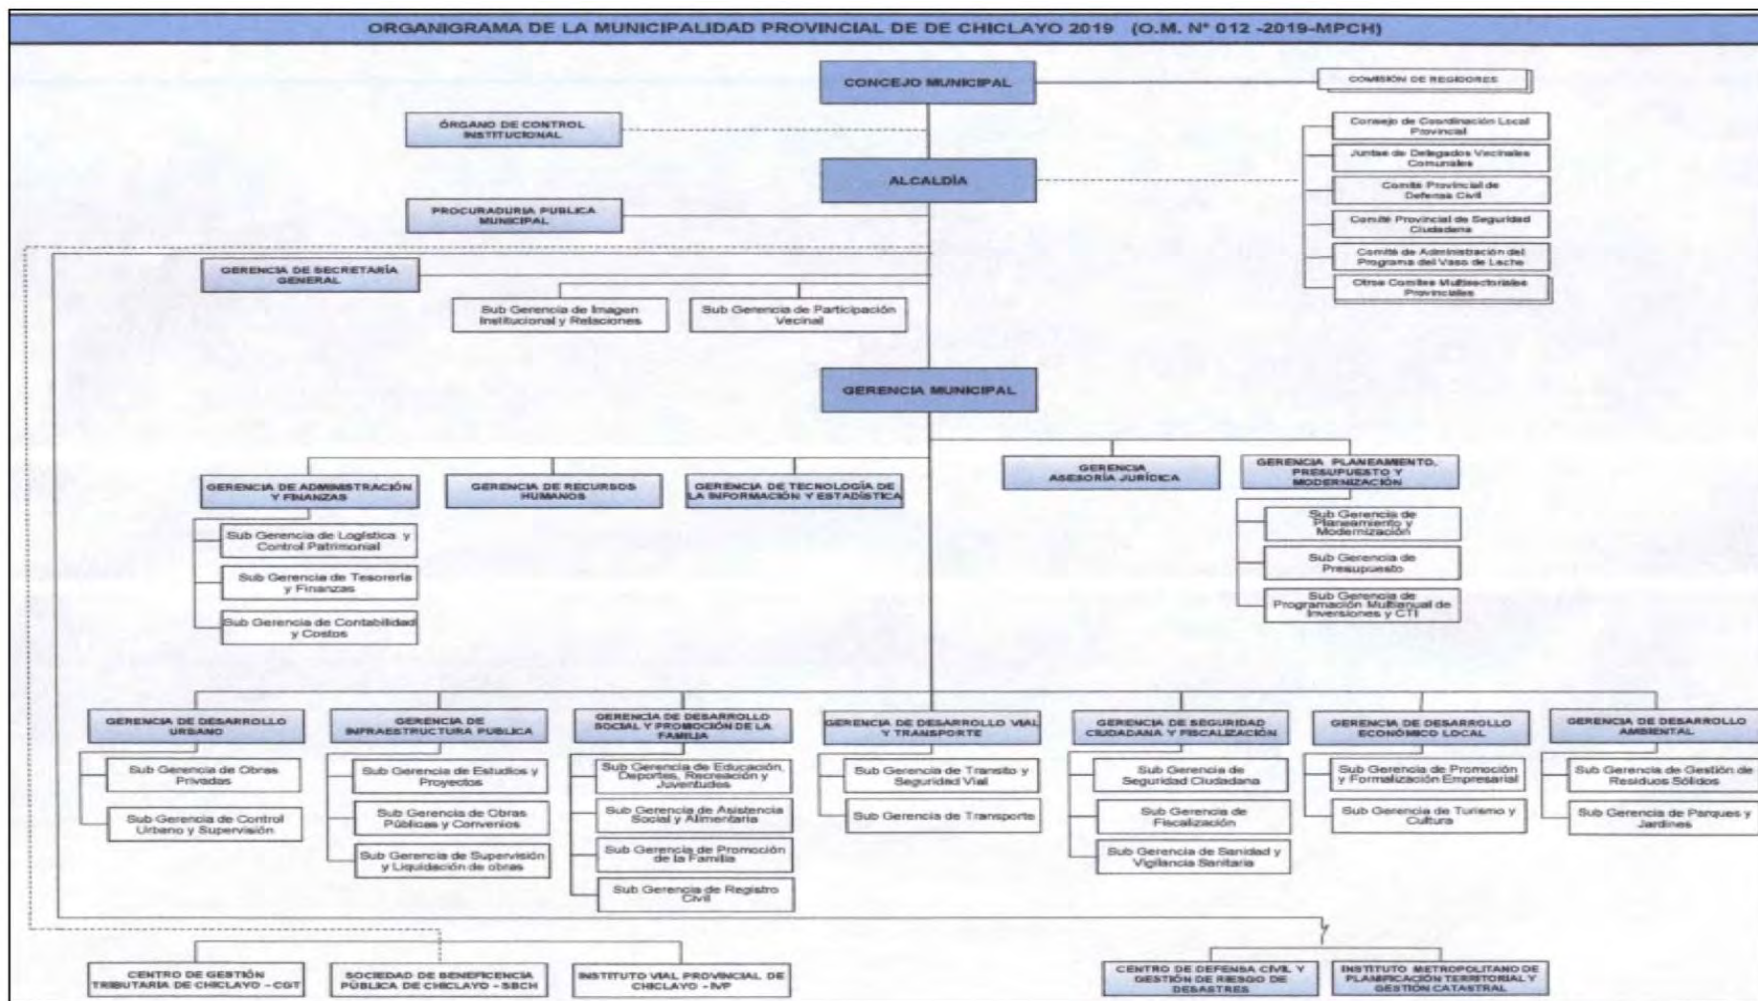 ORGANIGRAMA DE LA MUNICIPALIDAD PROVINCIAL DE DE CHICLAYO 2019 (O.M. N° 012 -2019-MPCH)
CONCEJO MUNICIPAL
COMISIÓN DE REGIDORES
ÓRGANO DE CONTROL
INSTITUCIONAL
Consejo de Coordinación Local
Provincial
Juntas de Delegados Vecinales
Comunales
ALCALDÍA
Comité Provincial de
Defensa Civil
PROCURADURIA PUBLICA
MUNICIPAL
Comité Provincial de Seguridad
Ciudadana
Comité de Administración del
Programa del Vaso de Leche
Otros Comites Multisectoriales
Provinciales
GERENCIA DE SECRETARÍA
GENERAL
Sub Gerencia de Imagen
Institucional y Relaciones
Sub Gerencia de Participación
Vecinal
GERENCIA MUNICIPAL
GERENCIA DE ADMINISTRACIÓN
Y FINANZAS
GERENCIA DE RECURSOS
HUMANOS
GERENCIA DE TECNOLOGÍA DE
LA INFORMACIÓN Y ESTADÍSTICA
GERENCIA
ASESORÍA JURÍDICA
GERENCIA PLANEAMIENTO,
PRESUPUESTO Y
MODERNIZACIÓN
Sub Gerencia de Logística y
Control Patrimonial
Sub Gerencia de Tesorería
y Finanzas
Sub Gerencia de Contabilidad
y Costos
Sub Gerencia de
Planeamiento y
Modernización
Sub Gerencia de
Presupuesto
Sub Gerencia de
Programación Multianual de
Inversiones y CTI
GERENCIA DE DESARROLLO
URBANO
Sub Gerencia de Obras
Privadas
Sub Gerencia de Control
Urbano y Supervisión
GERENCIA DE
INFRAESTRUCTURA PUBLICA
Sub Gerencia de Estudios y
Proyectos
Sub Gerencia de Obras
Públicas y Convenios
Sub Gerencia de Supervisión
y Liquidación de obras
GERENCIA DE DESARROLLO
SOCIAL Y PROMOCIÓN DE LA
FAMILIA
Sub Gerencia de Educación,
Deportes, Recreación y
Juventudes
Sub Gerencia de Asistencia
Social y Alimentaria
Sub Gerencia de Promoción
de la Familia
Sub Gerencia de Registro
Civil
GERENCIA DE DESARROLLO VIAL
Y TRANSPORTE
Sub Gerencia de Transito y
Seguridad Vial
Sub Gerencia de Transporte
GERENCIA DE SEGURIDAD
CIUDADANA Y FISCALIZACIÓN
Sub Gerencia de
Seguridad Ciudadana
Sub Gerencia de
Fiscalización
Sub Gerencia de Sanidad y
Vigilancia Sanitaria
GERENCIA DE DESARROLLO
ECONÓMICO LOCAL
Sub Gerencia de Promoción
y Formalización Empresarial
Sub Gerencia de Turismo y
Cultura
GERENCIA DE DESARROLLO
AMBIENTAL
Sub Gerencia de Gestión de
Residuos Sólidos
Sub Gerencia de Parques y
Jardines
CENTRO DE GESTIÓN
TRIBUTARIA DE CHICLAYO - CGT
SOCIEDAD DE BENEFICENCIA
PÚBLICA DE CHICLAYO - SBCH
INSTITUTO VIAL PROVINCIAL DE
CHICLAYO - IVP
CENTRO DE DEFENSA CIVIL Y
GESTIÓN DE RIESGO DE
DESASTRES
INSTITUTO METROPOLITANO DE
PLANIFICACIÓN TERRITORIAL Y
GESTIÓN CATASTRAL